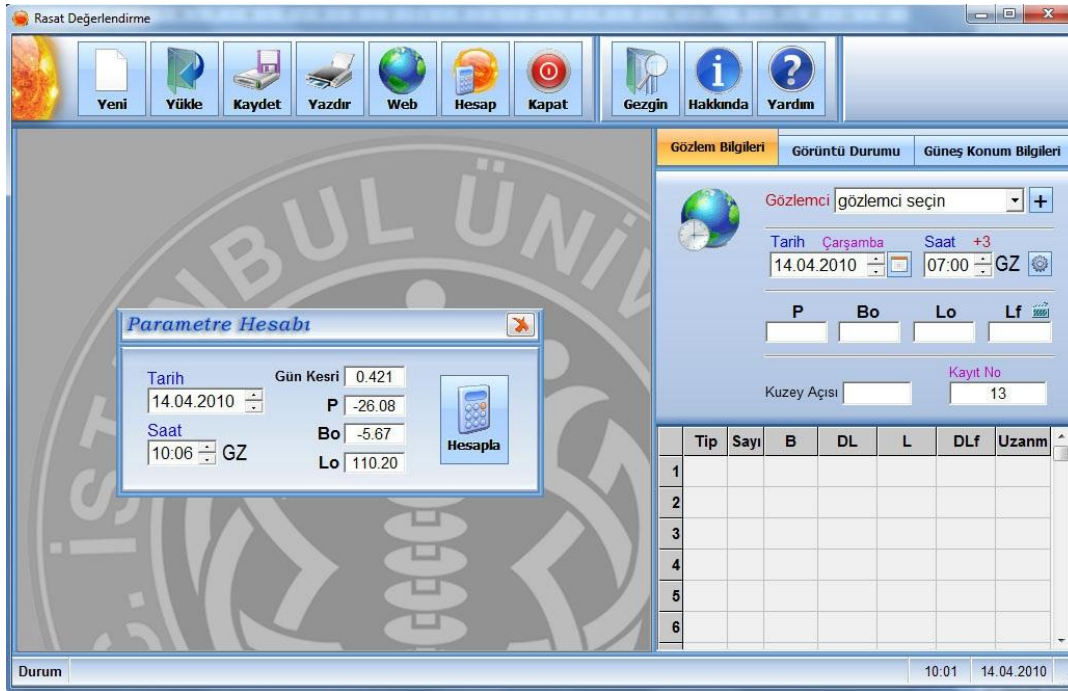 Rasat Değerlendirme
Yeni Yükle Kaydet Yazdır Web Hesap Kapat Gezgin Hakkında Yardım
Gözlem Bilgileri Görüntü Durumu Güneş Konum Bilgileri
Gözlemci gözlemci seçin +
Tarih Çarşamba Saat +3
14.04.2010 07:00 GZ
P Bo Lo Lf
Kayıt No
Kuzey Açısı 13
İSTANBUL ÜNİV
T.C.
Parametre Hesabı
Tarih Gün Kesri 0.421
14.04.2010 P -26.08
Saat Bo -5.67
10:06 GZ Lo 110.20
Hesapla
Tip Sayı B DL L DLf Uzanm
1
2
3
4
5
6
Durum 10:01 14.04.2010